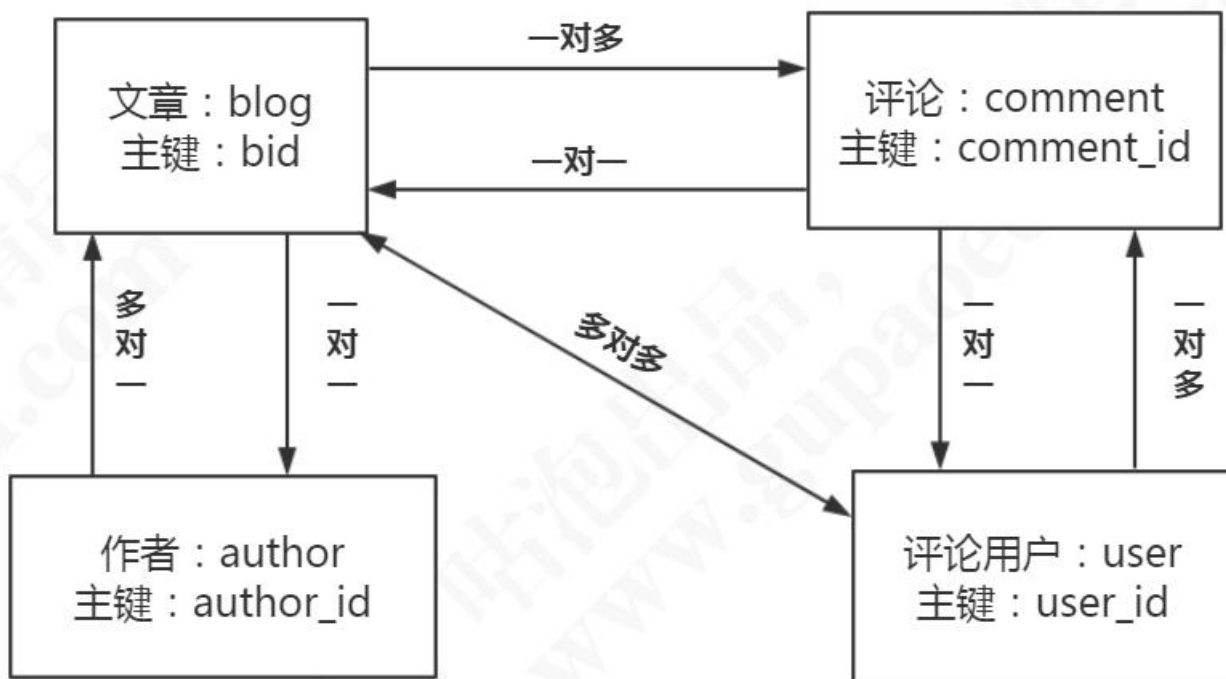 一对多
文章：blog
主键：bid
评论：comment
主键：comment_id
一对一
多对一
一对一
多对多
一对一
一对多
作者：author
主键：author_id
评论用户：user
主键：user_id